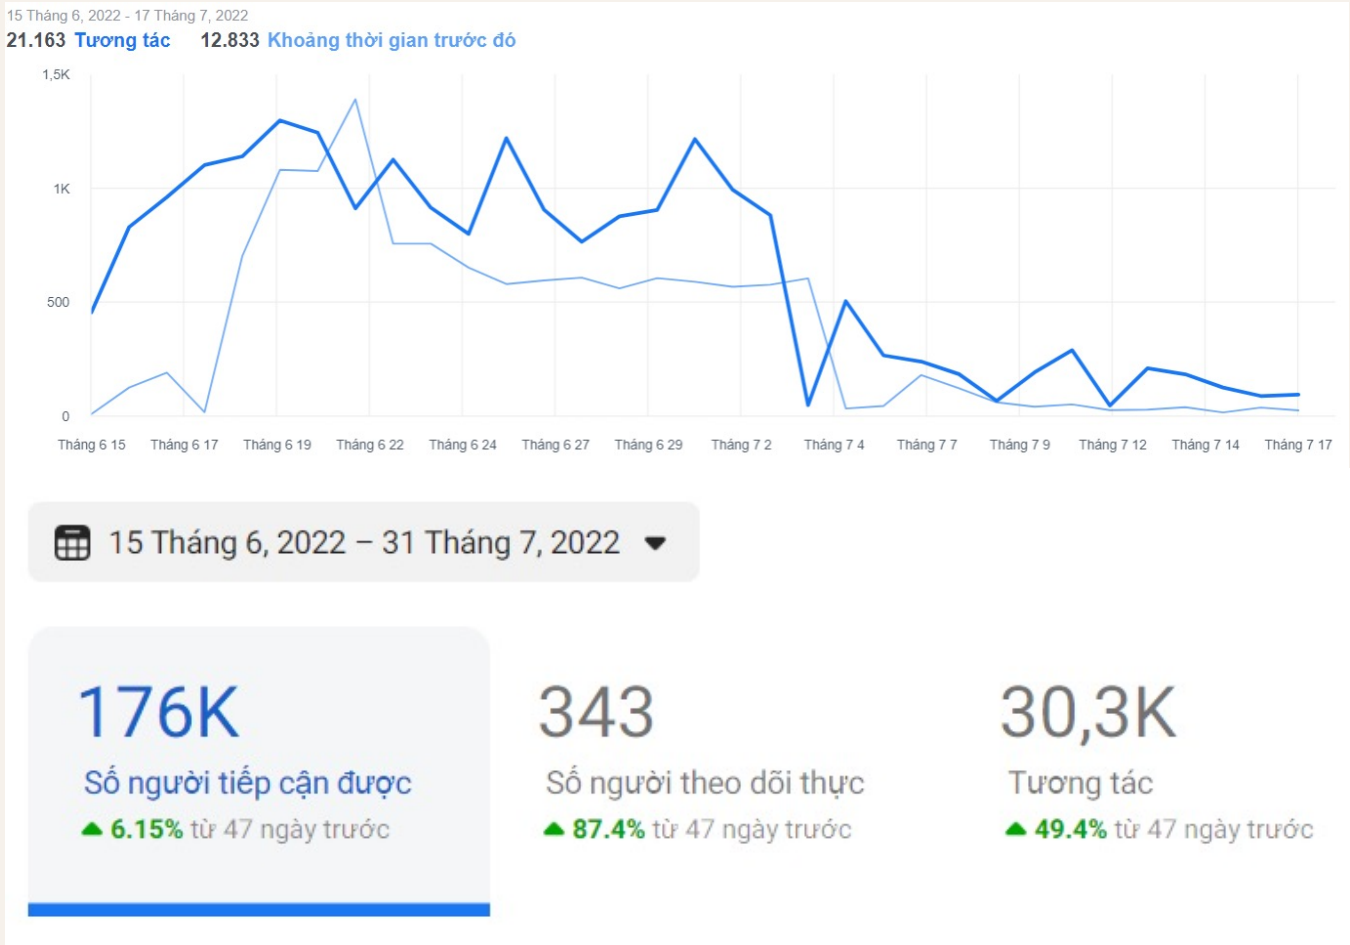 15 Tháng 6, 2022 - 17 Tháng 7, 2022
21.163 Tương tác 12.833 Khoảng thời gian trước đó
1,5K
1K
500
0
Tháng 6 15 Tháng 6 17 Tháng 6 19 Tháng 6 22 Tháng 6 24 Tháng 6 27 Tháng 6 29 Tháng 7 2 Tháng 7 4 Tháng 7 7 Tháng 7 9 Tháng 7 12 Tháng 7 14 Tháng 7 17
15 Tháng 6, 2022 – 31 Tháng 7, 2022
176K 343 30,3K
Số người tiếp cận được Số người theo dõi thực Tương tác
6.15% từ 47 ngày trước 87.4% từ 47 ngày trước 49.4% từ 47 ngày trước